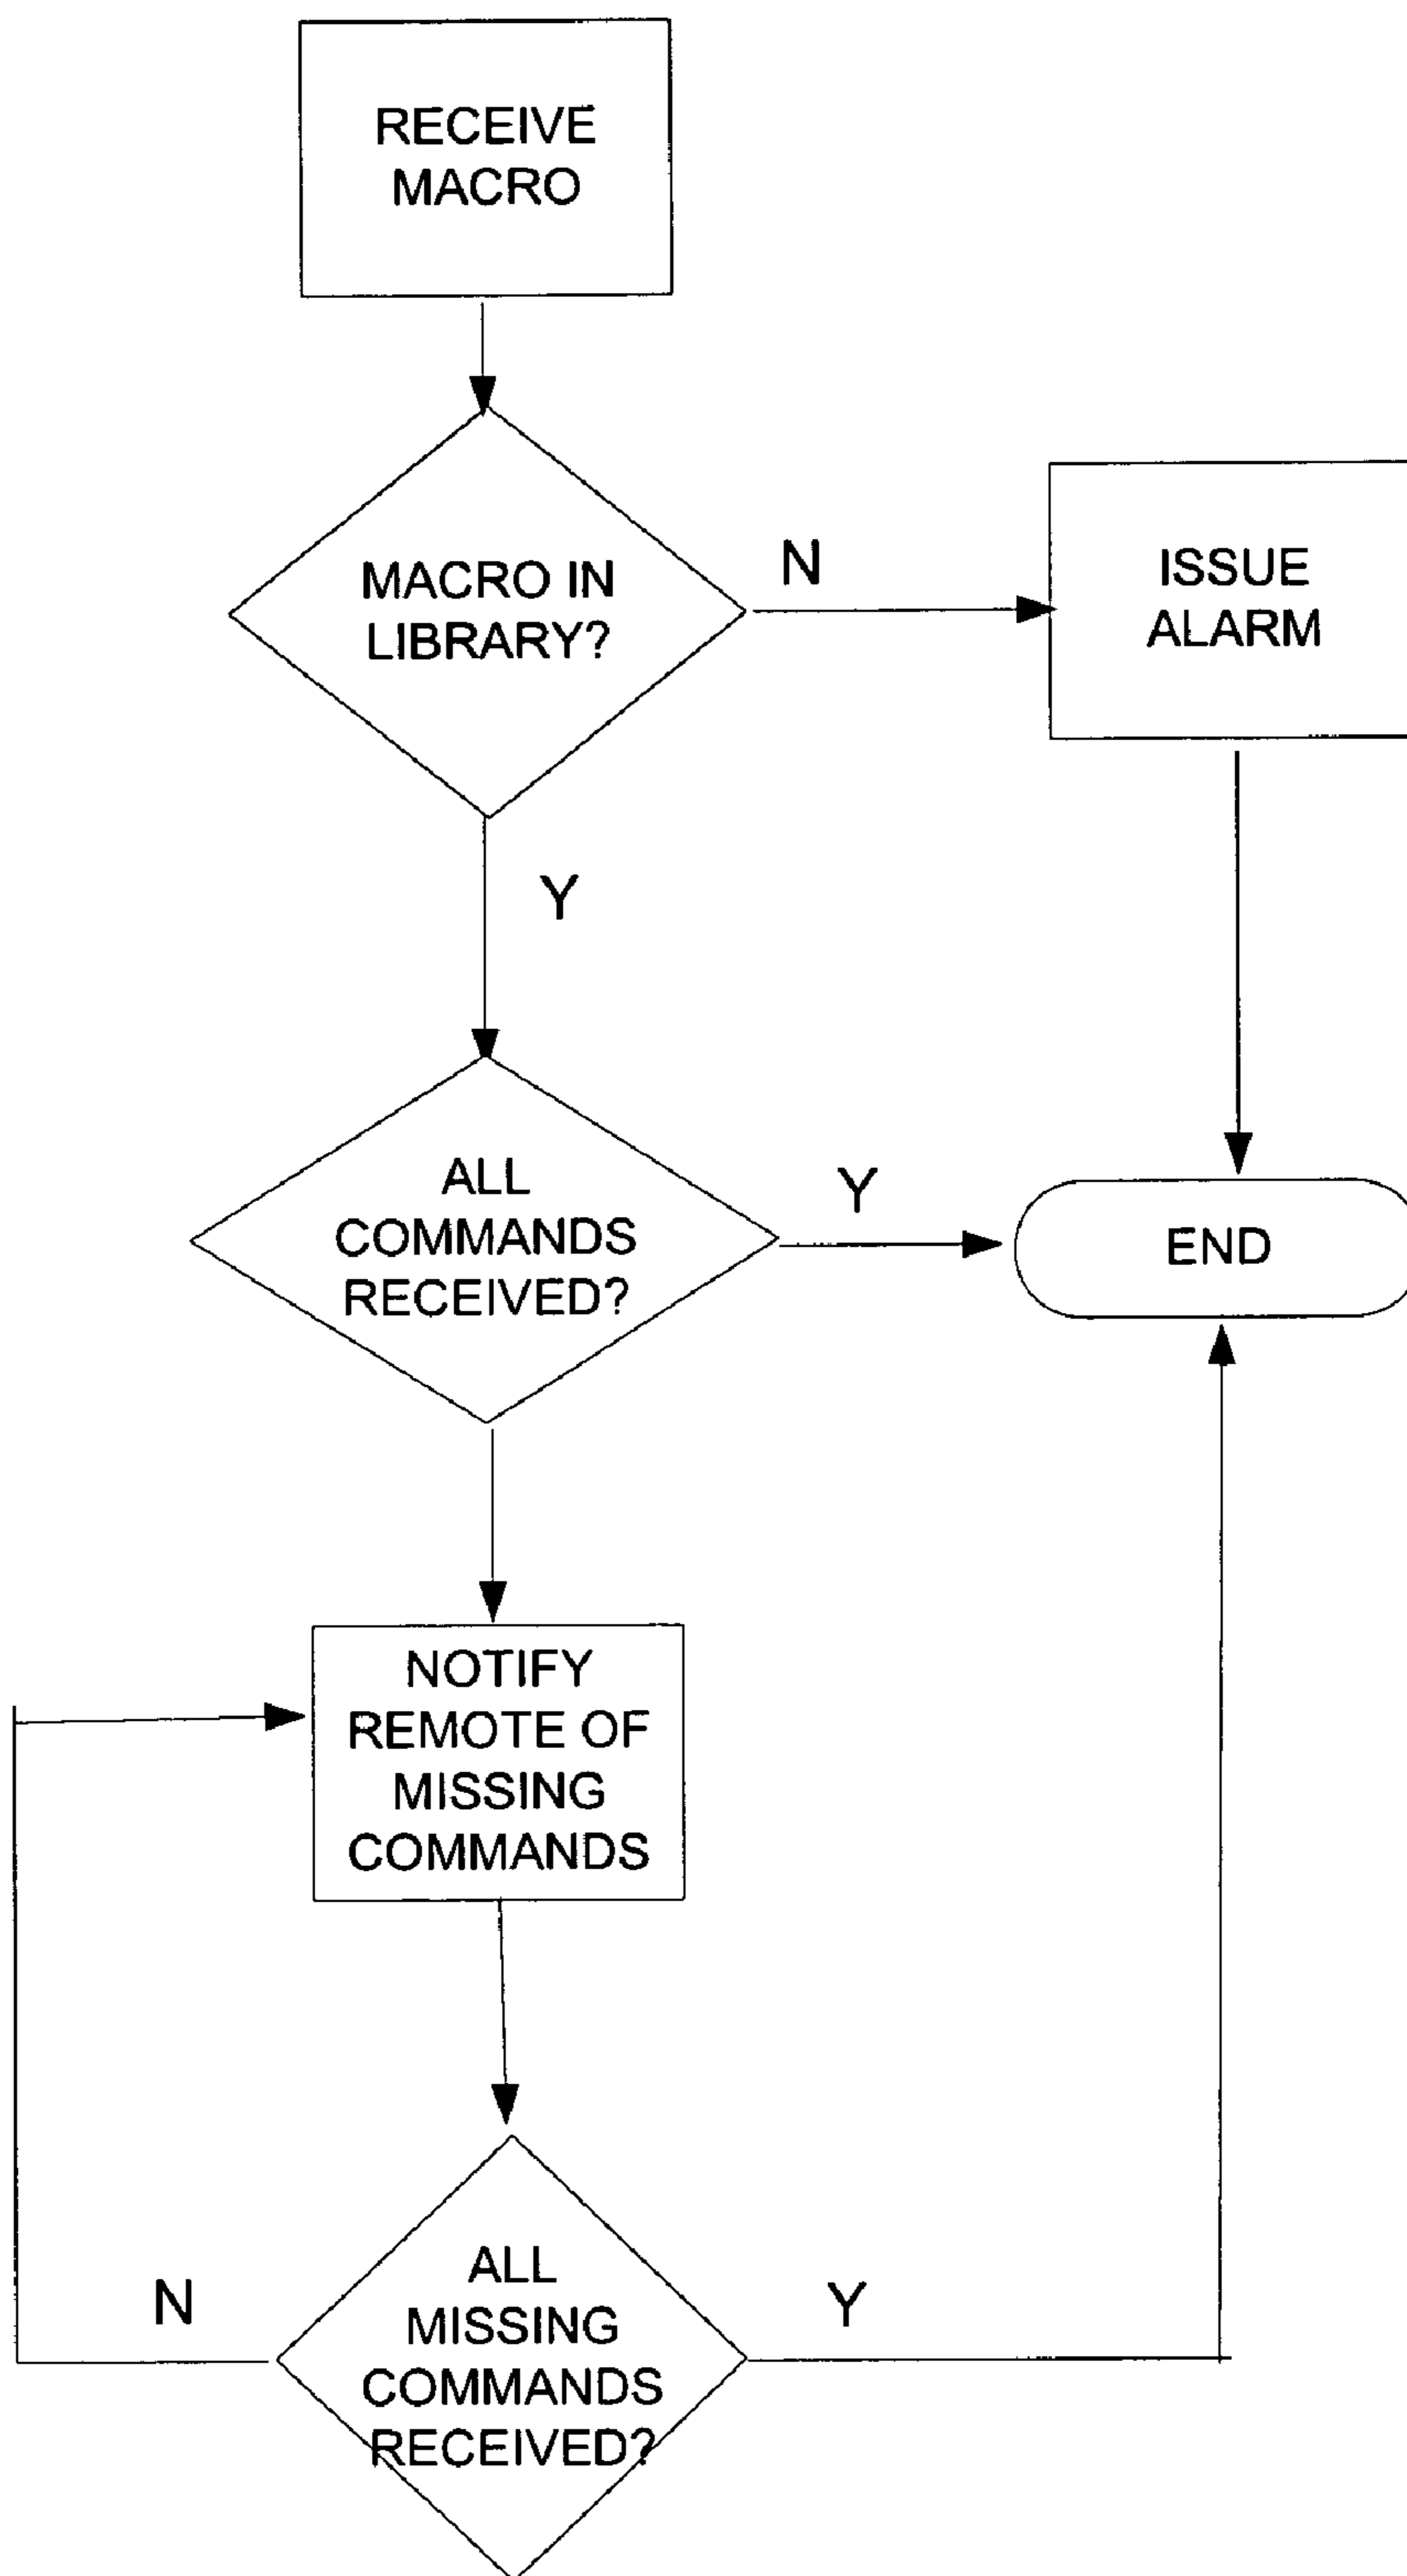 RECEIVE
MACRO
MACRO IN
LIBRARY?
N
ISSUE
ALARM
Y
ALL
COMMANDS
RECEIVED?
Y
END
NOTIFY
REMOTE OF
MISSING
COMMANDS
N
ALL
MISSING
COMMANDS
RECEIVED?
Y